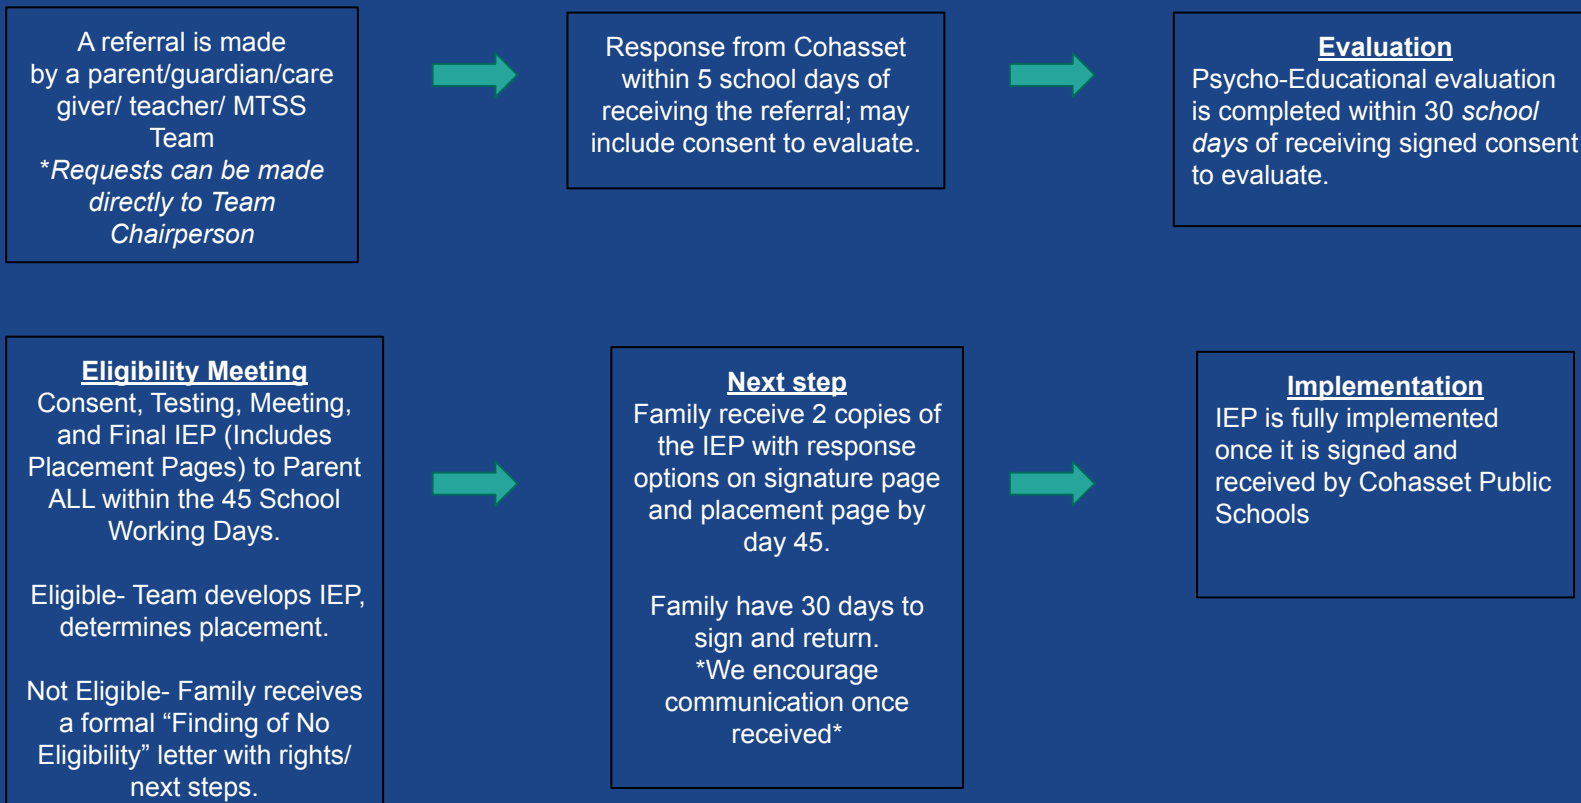 A referral is made
by a parent/guardian/care
giver/ teacher/ MTSS
Team
*Requests can be made
directly to Team
Chairperson
Response from Cohasset
within 5 school days of
receiving the referral; may
include consent to evaluate.
Evaluation
Psycho-Educational evaluation
is completed within 30 school
days of receiving signed consent
to evaluate.
Eligibility Meeting
Consent, Testing, Meeting,
and Final IEP (Includes
Placement Pages) to Parent
ALL within the 45 School
Working Days.
Eligible- Team develops IEP,
determines placement.
Not Eligible- Family receives
a formal “Finding of No
Eligibility” letter with rights/
next steps.
Next step
Family receive 2 copies of
the IEP with response
options on signature page
and placement page by
day 45.
Family have 30 days to
sign and return.
*We encourage
communication once
received*
Implementation
IEP is fully implemented
once it is signed and
received by Cohasset Public
Schools